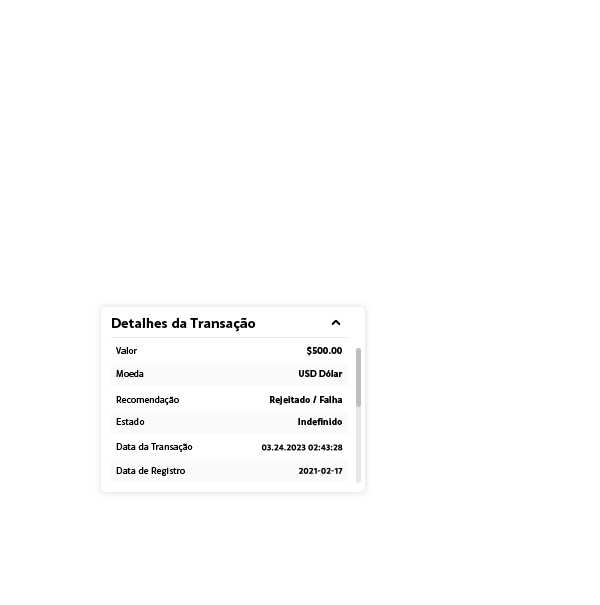 Detalhes da Transação
Valor $500.00
Moeda USD Dólar
Recomendação Rejeitado / Falha
Estado Indefinido
Data da Transação 03.24.2023 02:43:28
Data de Registro 2021-02-17